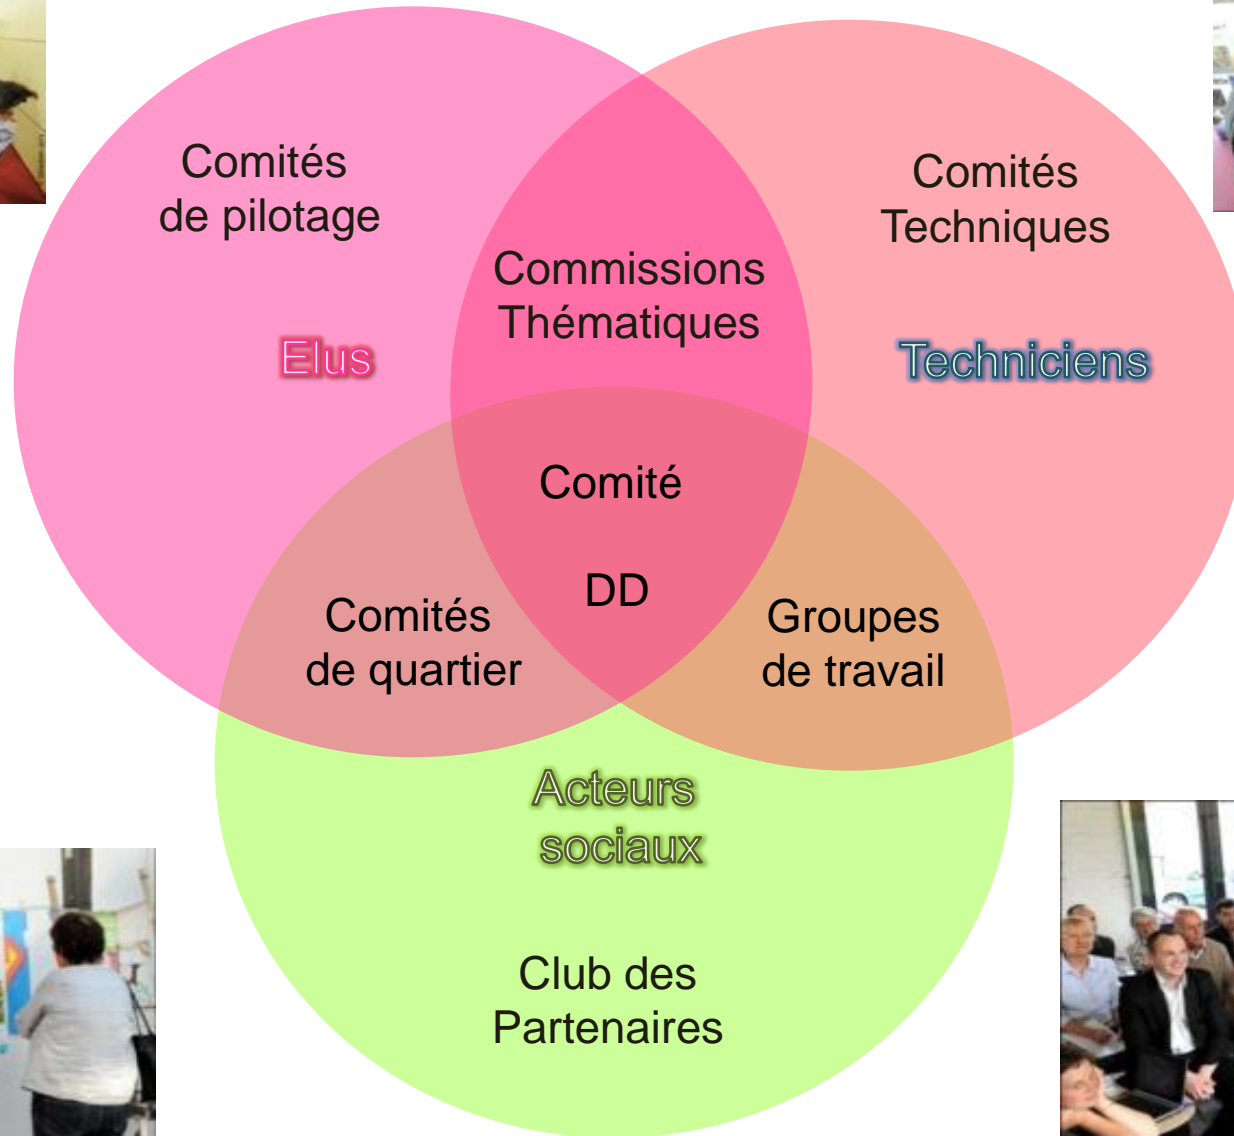 Comités
de pilotage
Comités
Techniques
Commissions
Thématiques
Elus
Techniciens
Comité
DD
Comités
de quartier
Groupes
de travail
Acteurs
sociaux
Club des
Partenaires